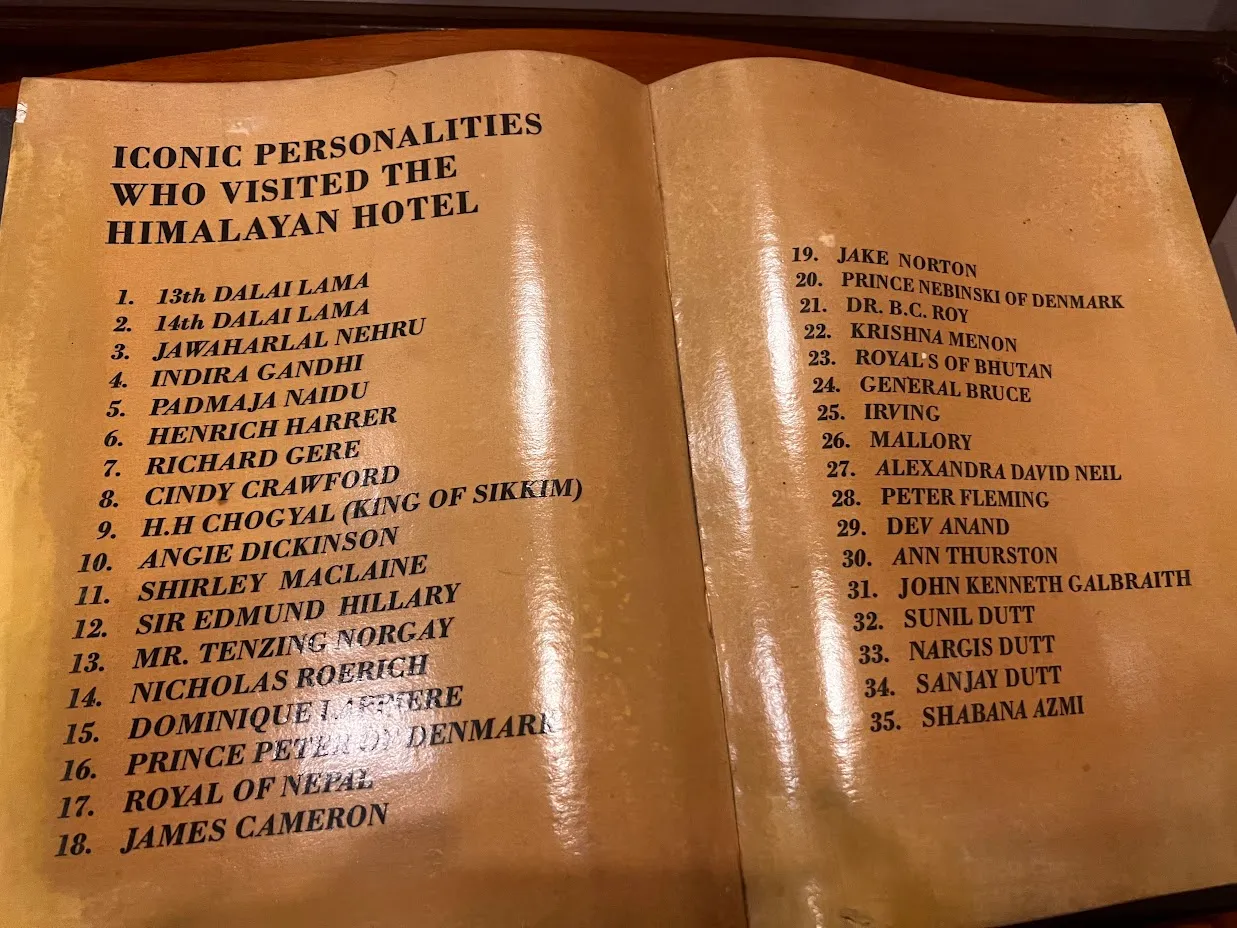 ICONIC PERSONALITIES
WHO VISITED THE
HIMALAYAN HOTEL
1. 13th DALAI LAMA
2. 14th DALAI LAMA
3. JAWAHARLAL NEHRU
4. INDIRA GANDHI
5. PADMAJA NAIDU
6. HENRICH HARRER
7. RICHARD GERE
8. CINDY CRAWFORD
9. H.H CHOGYAL (KING OF SIKKIM)
10. ANGIE DICKINSON
11. SHIRLEY MACLAINE
12. SIR EDMUND HILLARY
13. MR. TENZING NORGAY
14. NICHOLAS ROERICH
15. DOMINIQUE
16. PRINCE PETER OF DENMARK
17. ROYAL OF NEPAL
18. JAMES CAMERON
19. JAKE NORTON
20. PRINCE NEBINSKI OF DENMARK
21. DR. B.C. ROY
22. KRISHNA MENON
23. ROYAL'S OF BHUTAN
24. GENERAL BRUCE
25. IRVING
26. MALLORY
27. ALEXANDRA DAVID NEIL
28. PETER FLEMING
29. DEV ANAND
30. ANN THURSTON
31. JOHN KENNETH GALBRAITH
32. SUNIL DUTT
33. NARGIS DUTT
34. SANJAY DUTT
35. SHABANA AZMI